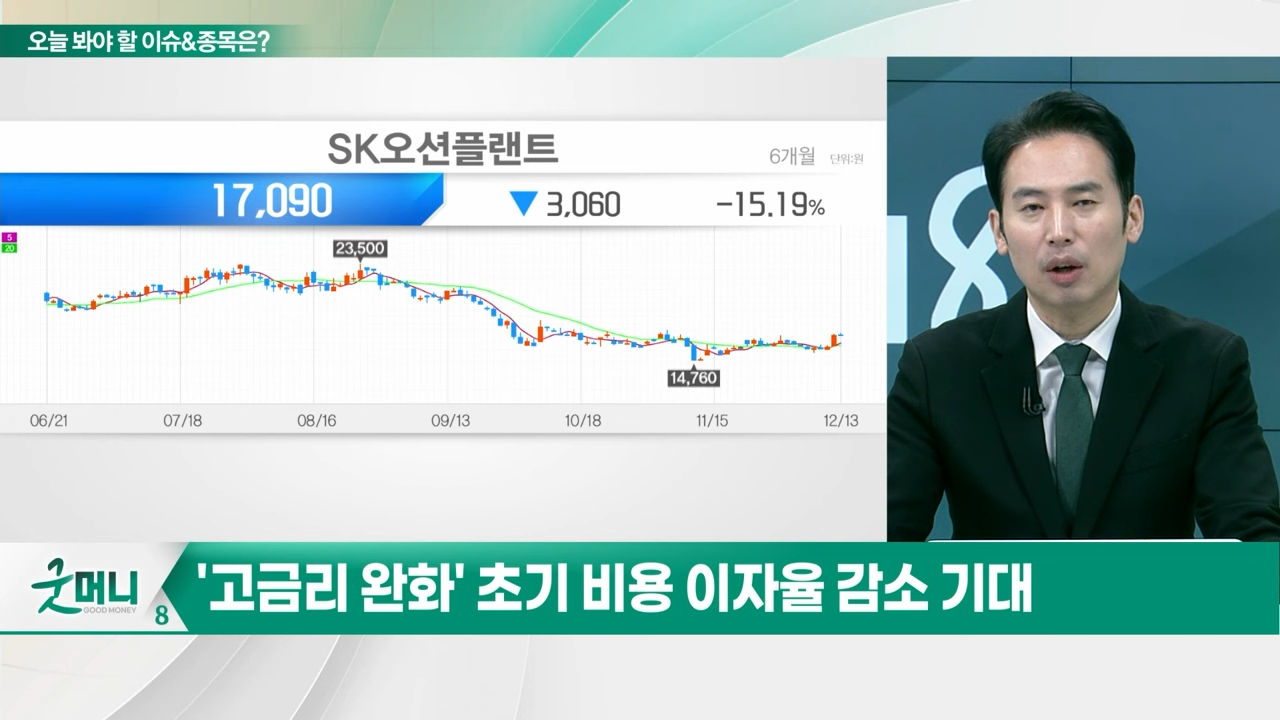 오늘 봐야 할 이슈&종목은?
SK오션플랜트
6개월 단위:원
17,090 ▼ 3,060 -15.19%
5
20
23,500
14,760
06/21 07/18 08/16 09/13 10/18 11/15 12/13
굿머니
GOOD MONEY
8
'고금리 완화' 초기 비용 이자율 감소 기대